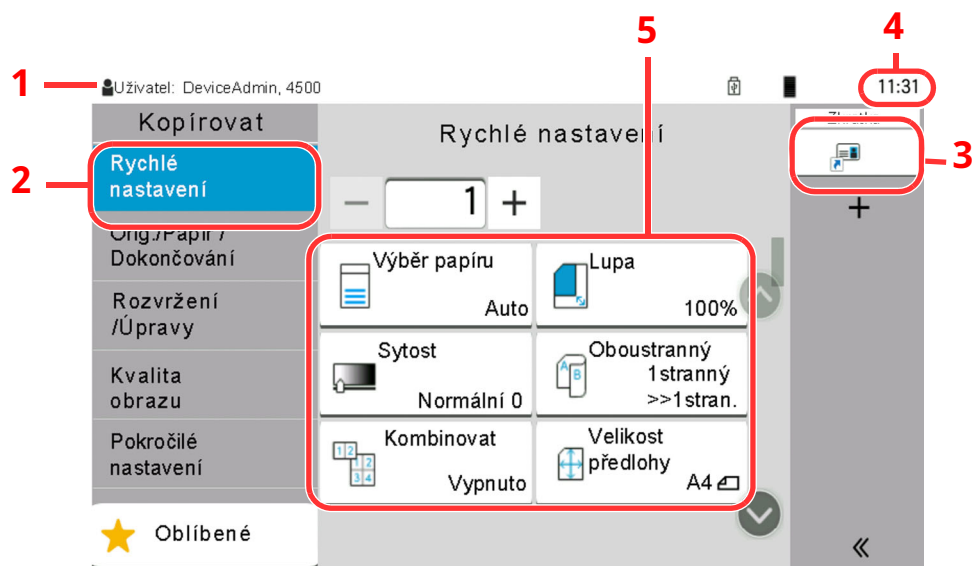 5
4
1
Uživatel: DeviceAdmin, 4500
11:31
Kopírovat
Rychlé nastavení
Zkratka
2
Rychlé
nastavení
3
1
Orig./Papír /
Dokončování
Výběr papíru
Auto
Lupa
100%
Rozvržení
/Úpravy
Sytost
Normální 0
Oboustranný
1stranný
>>1stran.
Kvalita
obrazu
Kombinovat
Vypnuto
Velikost
předlohy
A4
Pokročilé
nastavení
Oblíbené